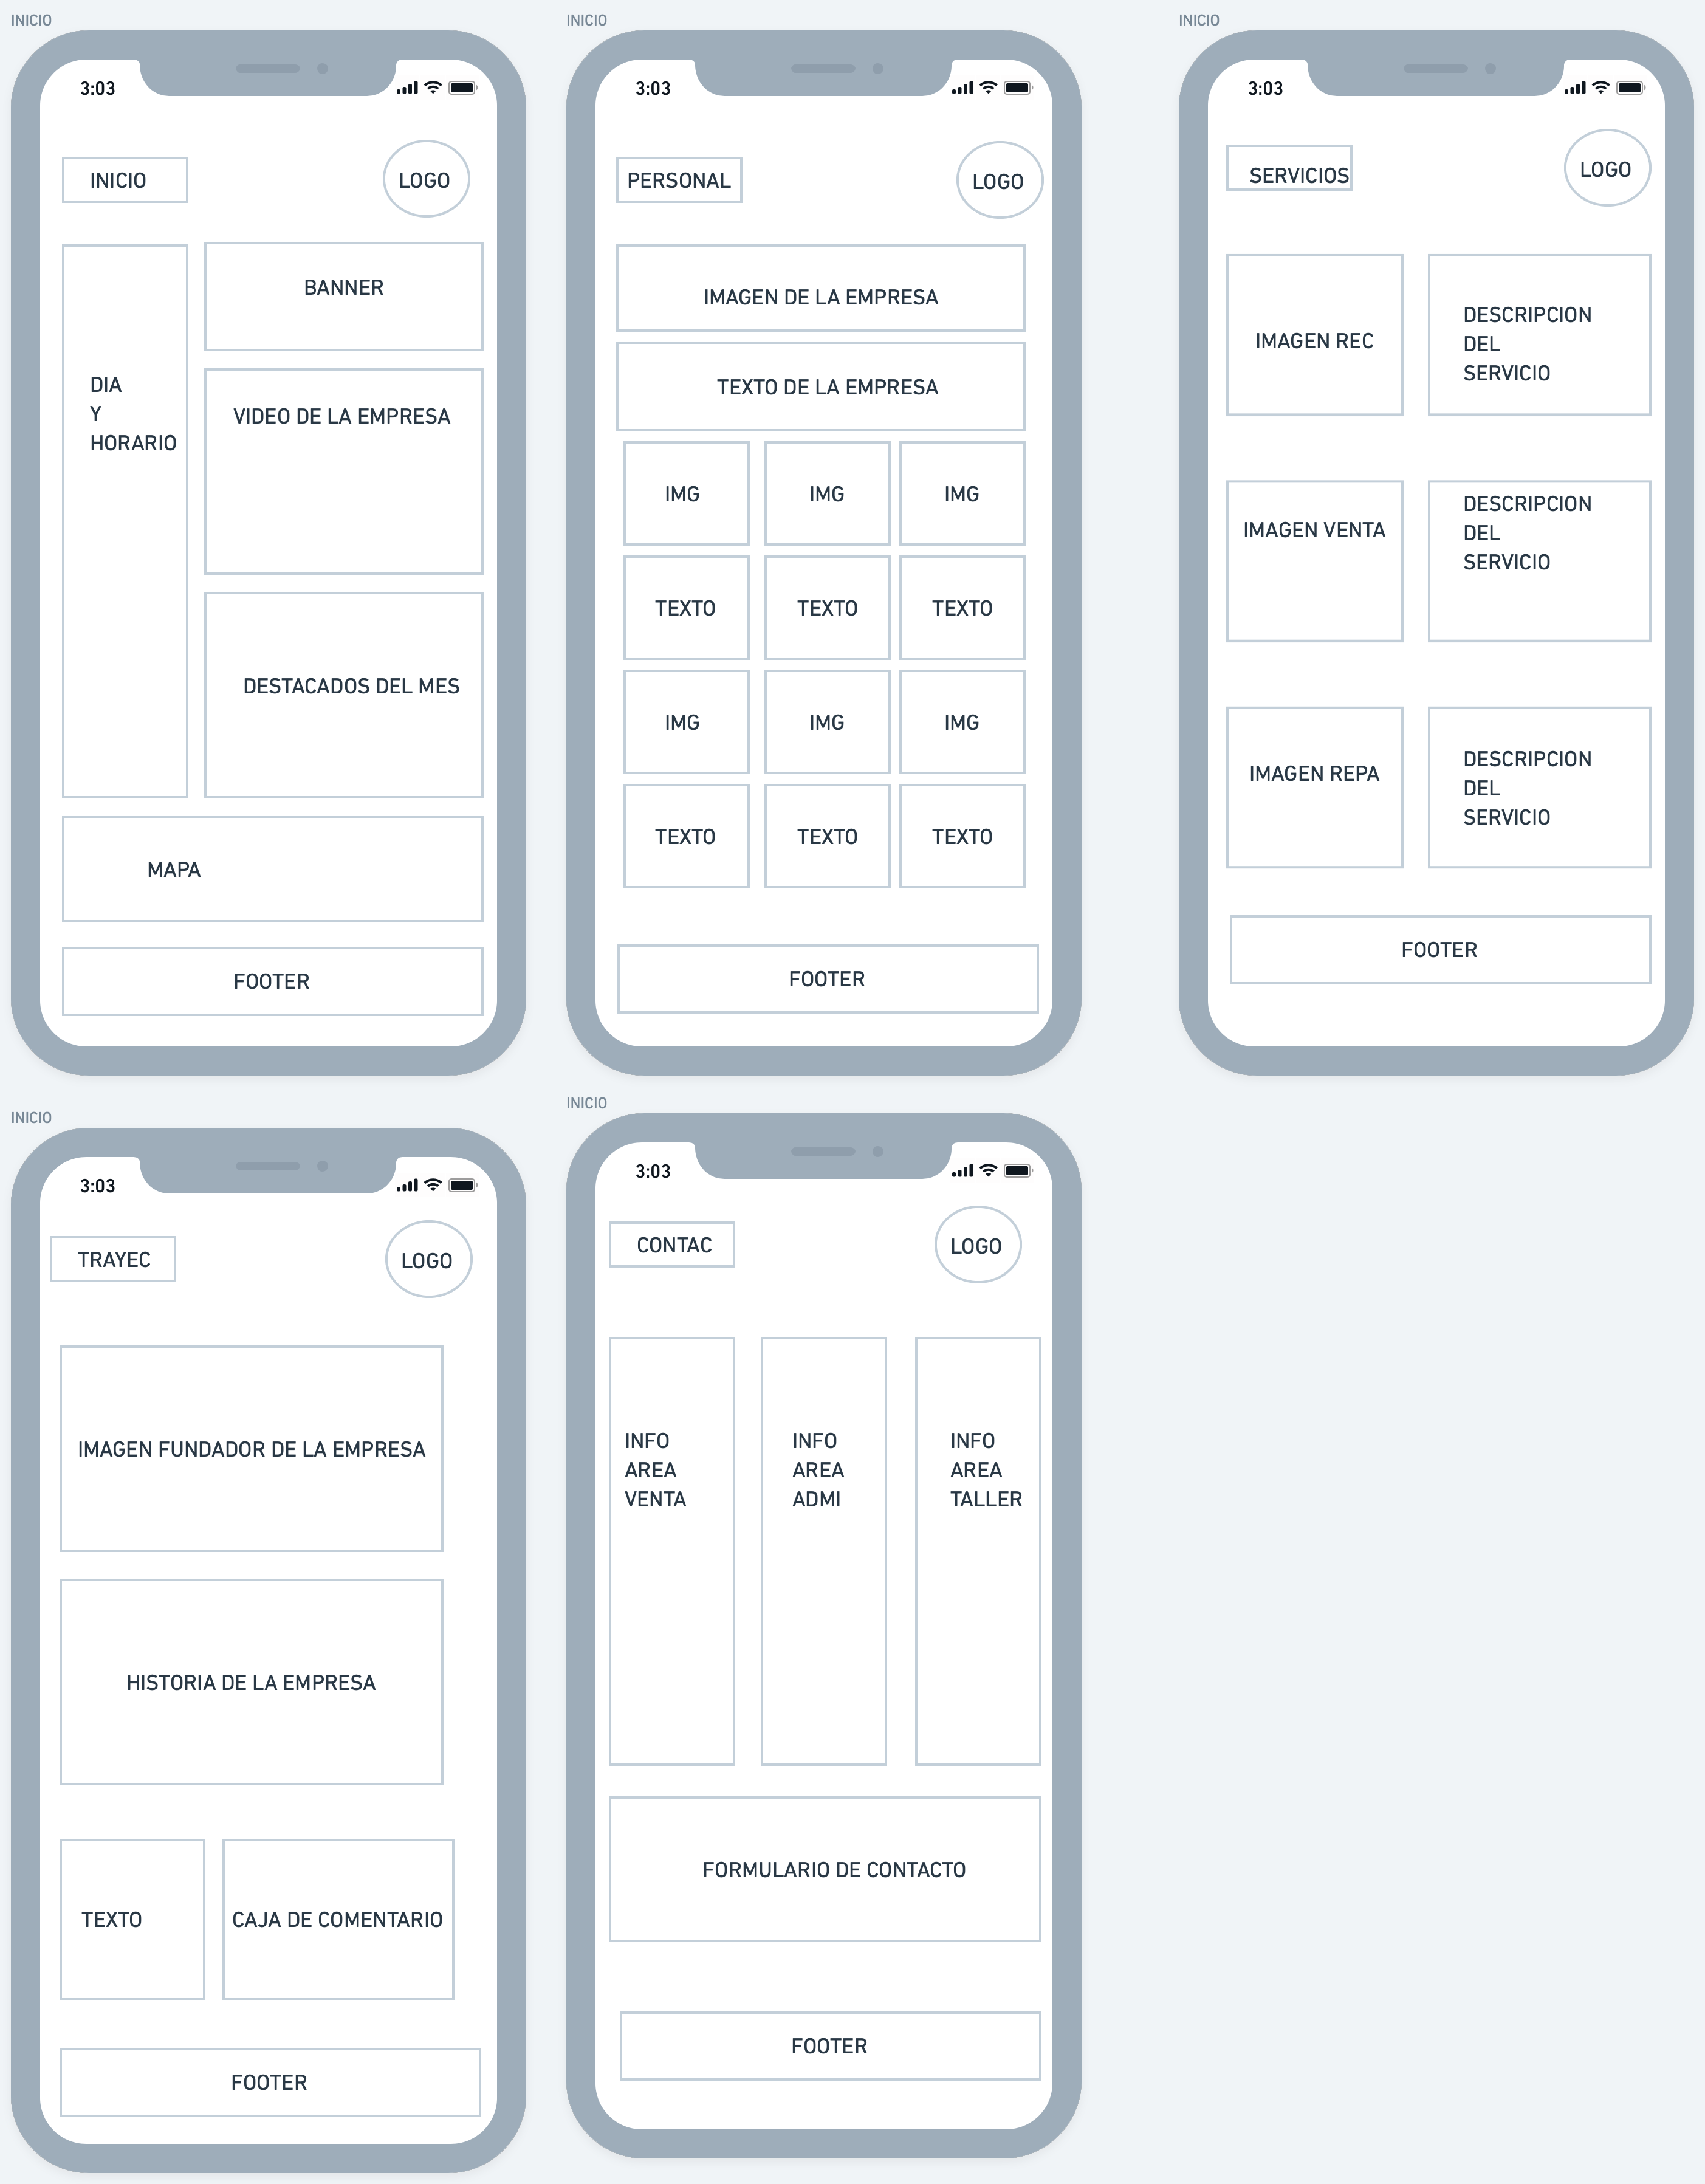 INICIO
3:03
INICIO
LOGO
BANNER
DIA
Y
HORARIO
VIDEO DE LA EMPRESA
DESTACADOS DEL MES
MAPA
FOOTER
INICIO
3:03
PERSONAL
LOGO
IMAGEN DE LA EMPRESA
TEXTO DE LA EMPRESA
IMG IMG IMG
TEXTO TEXTO TEXTO
IMG IMG IMG
TEXTO TEXTO TEXTO
FOOTER
INICIO
3:03
SERVICIOS
LOGO
IMAGEN REC
DESCRIPCION
DEL
SERVICIO
IMAGEN VENTA
DESCRIPCION
DEL
SERVICIO
IMAGEN REPA
DESCRIPCION
DEL
SERVICIO
FOOTER
INICIO
3:03
TRAYEC
LOGO
IMAGEN FUNDADOR DE LA EMPRESA
HISTORIA DE LA EMPRESA
TEXTO
CAJA DE COMENTARIO
FOOTER
INICIO
3:03
CONTAC
LOGO
INFO
AREA
VENTA
INFO
AREA
ADMI
INFO
AREA
TALLER
FORMULARIO DE CONTACTO
FOOTER